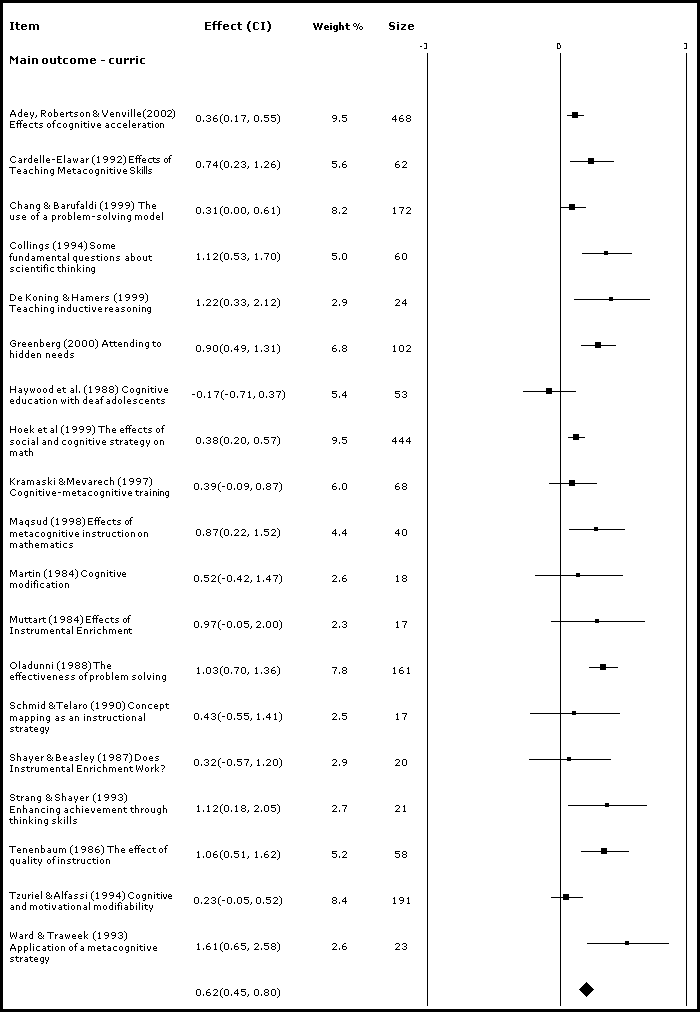 Item Effect (CI) Weight % Size
-3 0 3
Main outcome - curric
Adey, Robertson & Venville(2002)
Effects of cognitive acceleration
0.36(0.17, 0.55) 9.5 468
Cardelle-Elawar (1992) Effects of
Teaching Metacognitive Skills
0.74(0.23, 1.26) 5.6 62
Chang & Barufaldi (1999) The
use of a problem-solving model
0.31(0.00, 0.61) 8.2 172
Collings (1994) Some
fundamental questions about
scientific thinking
1.12(0.53, 1.70) 5.0 60
De Koning & Hamers (1999)
Teaching inductive reasoning
1.22(0.33, 2.12) 2.9 24
Greenberg (2000) Attending to
hidden needs
0.90(0.49, 1.31) 6.8 102
Haywood et al. (1988) Cognitive
education with deaf adolescents
-0.17(-0.71, 0.37) 5.4 53
Hoek et al (1999) The effects of
social and cognitive strategy on
math
0.38(0.20, 0.57) 9.5 444
Kramaski & Mevarech (1997)
Cognitive-metacognitive training
0.39(-0.09, 0.87) 6.0 68
Maqsud (1998) Effects of
metacognitive instruction on
mathematics
0.87(0.22, 1.52) 4.4 40
Martin (1984) Cognitive
modification
0.52(-0.42, 1.47) 2.6 18
Muttart (1984) Effects of
Instrumental Enrichment
0.97(-0.05, 2.00) 2.3 17
Oladunni (1988) The
effectiveness of problem solving
1.03(0.70, 1.36) 7.8 161
Schmid & Telaro (1990) Concept
mapping as an instructional
strategy
0.43(-0.55, 1.41) 2.5 17
Shayer & Beasley (1987) Does
Instrumental Enrichment Work?
0.32(-0.57, 1.20) 2.9 20
Strang & Shayer (1993)
Enhancing achievement through
thinking skills
1.12(0.18, 2.05) 2.7 21
Tenenbaum (1986) The effect of
quality of instruction
1.06(0.51, 1.62) 5.2 58
Tzuriel & Alfassi (1994) Cognitive
and motivational modifiability
0.23(-0.05, 0.52) 8.4 191
Ward & Traweek (1993)
Application of a metacognitive
strategy
1.61(0.65, 2.58) 2.6 23
0.62(0.45, 0.80)